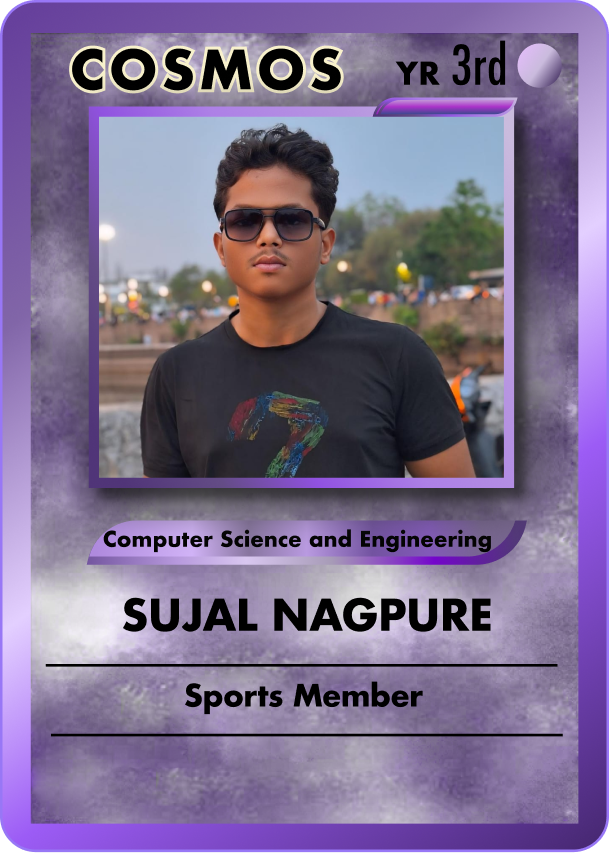 COSMOS YR 3rd
Computer Science and Engineering
SUJAL NAGPURE
Sports Member